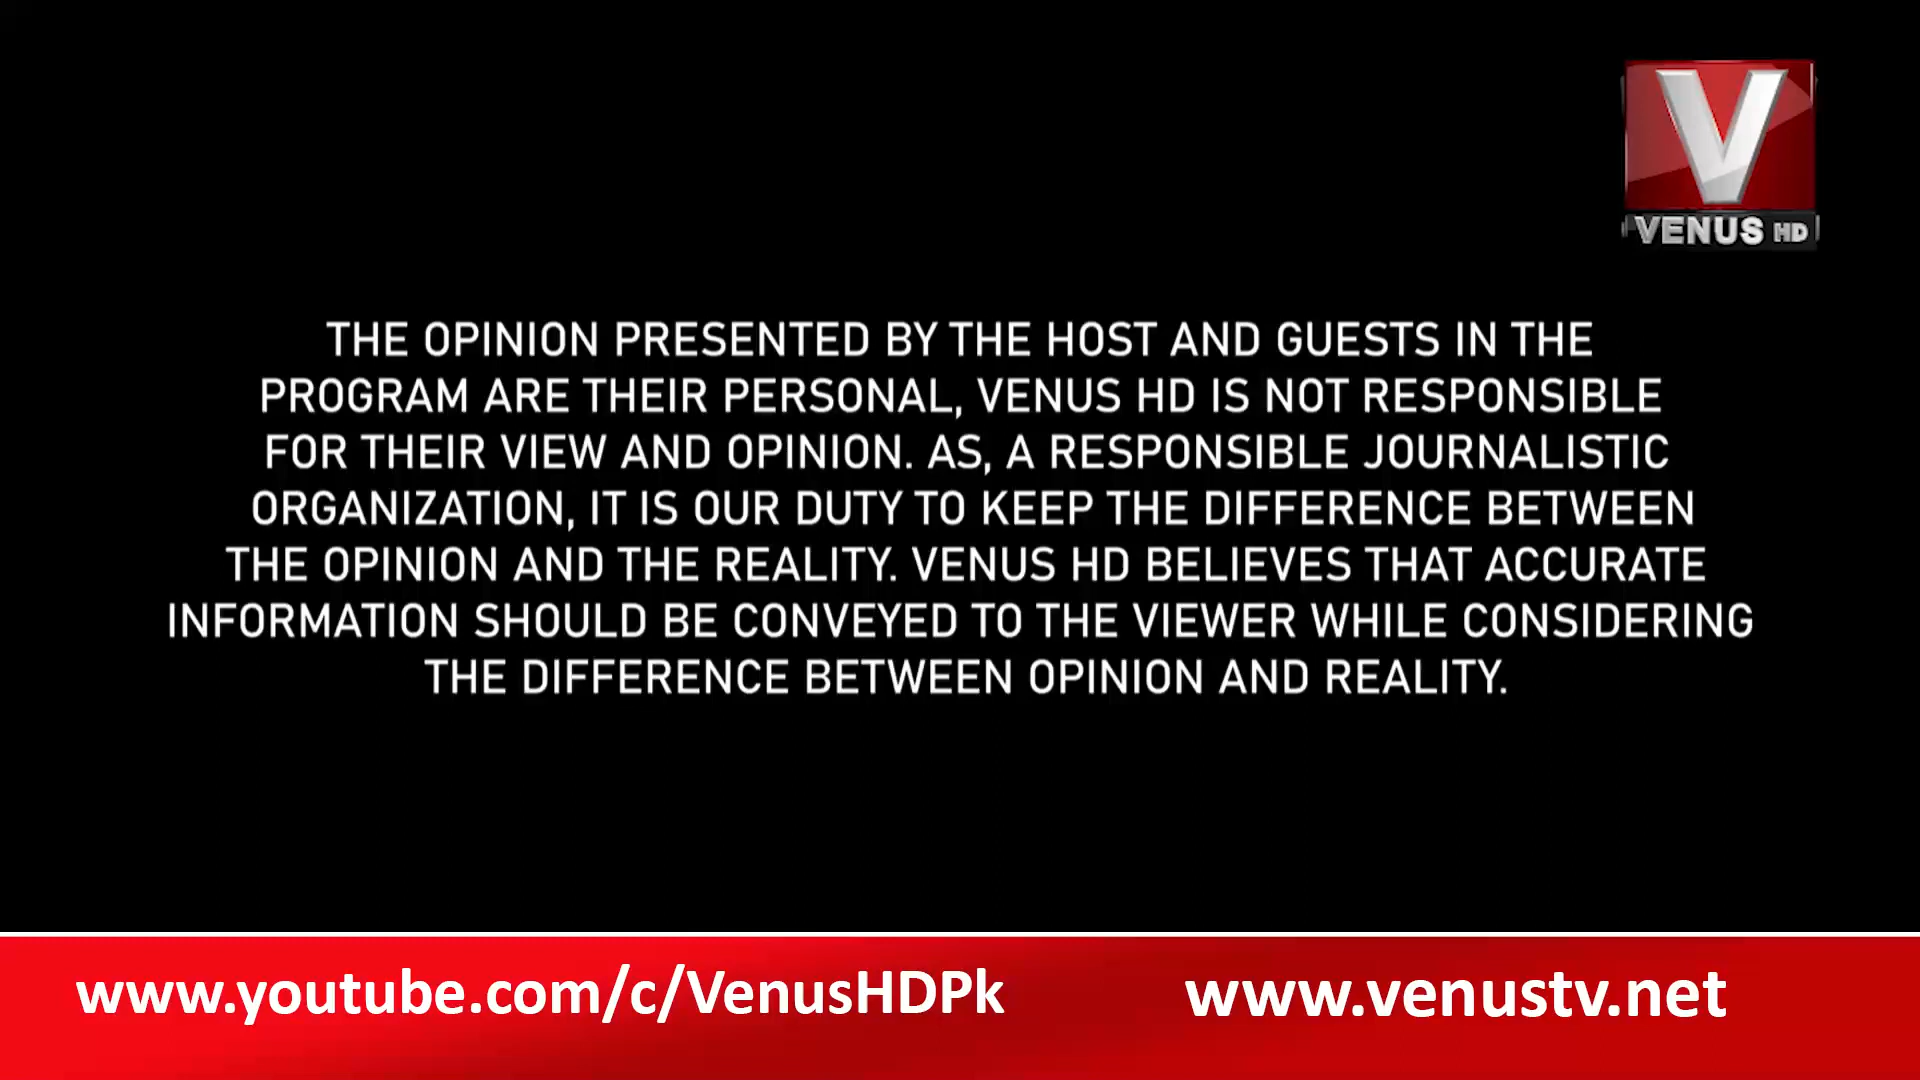 V
VENUS HD
THE OPINION PRESENTED BY THE HOST AND GUESTS IN THE
PROGRAM ARE THEIR PERSONAL, VENUS HD IS NOT RESPONSIBLE
FOR THEIR VIEW AND OPINION. AS, A RESPONSIBLE JOURNALISTIC
ORGANIZATION, IT IS OUR DUTY TO KEEP THE DIFFERENCE BETWEEN
THE OPINION AND THE REALITY. VENUS HD BELIEVES THAT ACCURATE
INFORMATION SHOULD BE CONVEYED TO THE VIEWER WHILE CONSIDERING
THE DIFFERENCE BETWEEN OPINION AND REALITY.
www.youtube.com/c/VenusHDPk
www.venustv.net